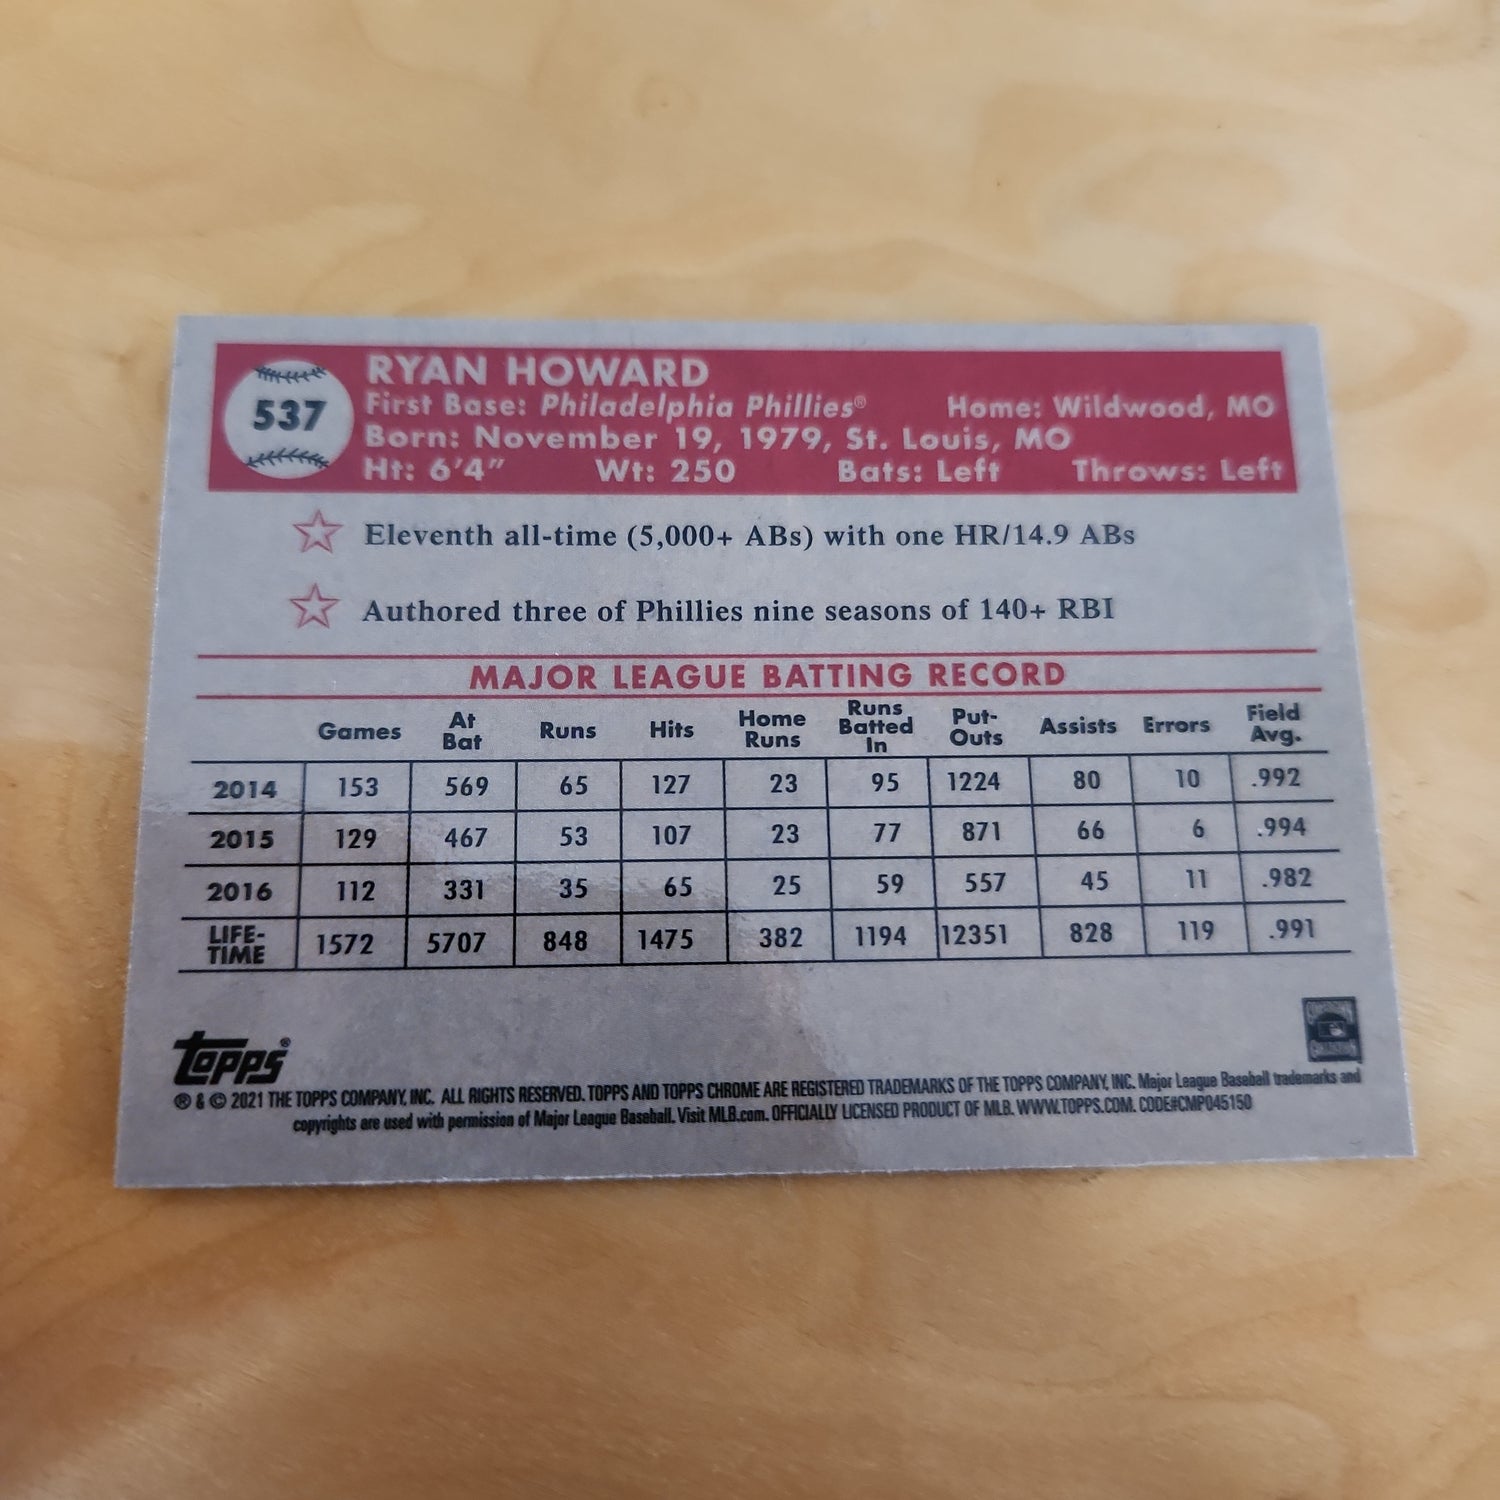 537
RYAN HOWARD
First Base: Philadelphia Phillies® Home: Wildwood, MO
Born: November 19, 1979, St. Louis, MO
Ht: 6'4" Wt: 250 Bats: Left Throws: Left
Eleventh all-time (5,000+ ABs) with one HR/14.9 ABs
Authored three of Phillies nine seasons of 140+ RBI
MAJOR LEAGUE BATTING RECORD
Games At Bat Runs Hits Home Runs Runs Batted In Put-Outs Assists Errors Field Avg.
2014 153 569 65 127 23 95 1224 80 10 .992
2015 129 467 53 107 23 77 871 66 6 .994
2016 112 331 35 65 25 59 557 45 11 .982
LIFE-TIME 1572 5707 848 1475 382 1194 12351 828 119 .991
topps®
® & © 2021 THE TOPPS COMPANY, INC. ALL RIGHTS RESERVED. TOPPS AND TOPPS CHROME ARE REGISTERED TRADEMARKS OF THE TOPPS COMPANY, INC. Major League Baseball trademarks and
copyrights are used with permission of Major League Baseball. Visit MLB.com. OFFICIALLY LICENSED PRODUCT OF MLB. WWW.TOPPS.COM. CODE#CMP045150